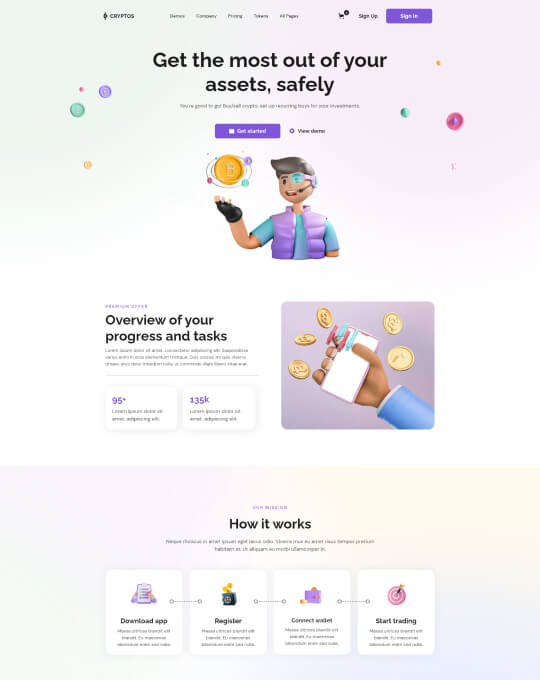 CRYPTOS
Demos Company Pricing Tokens All Pages
0
Sign Up
Sign In
Get the most out of your
assets, safely
You're good to go! Buy/sell crypto, set up recurring buys for your investments.
Get started
View demo
PREMIUM OFFER
Overview of your
progress and tasks
Lorem ipsum dolor sit amet, consectetur adipiscing elit. Suspendisse
varius enim in eros elementum tristique. Duis cursus, mi quis viverra
ornare, eros dolor interdum nulla, ut commodo diam libero vitae erat.
95+
Lorem ipsum dolor sit
amet, adipiscing elit.
135k
Lorem ipsum dolor sit
amet, adipiscing elit.
OUR MISSION
How it works
Neque rhoncus in amet ipsum eget lacus odio. Viverra mus eu amet risus tempor pretium
habitant et. Ut aliquam eu morbi ullamcorper in.
Download app
Massa ultrices blandit elit
blandit. Eu maecenas
bibendum enim sed nulla.
Register
Massa ultrices blandit elit
blandit. Eu maecenas
bibendum enim sed nulla.
Connect wallet
Massa ultrices blandit elit
blandit. Eu maecenas
bibendum enim sed nulla.
Start trading
Massa ultrices blandit elit
blandit. Eu maecenas
bibendum enim sed nulla.